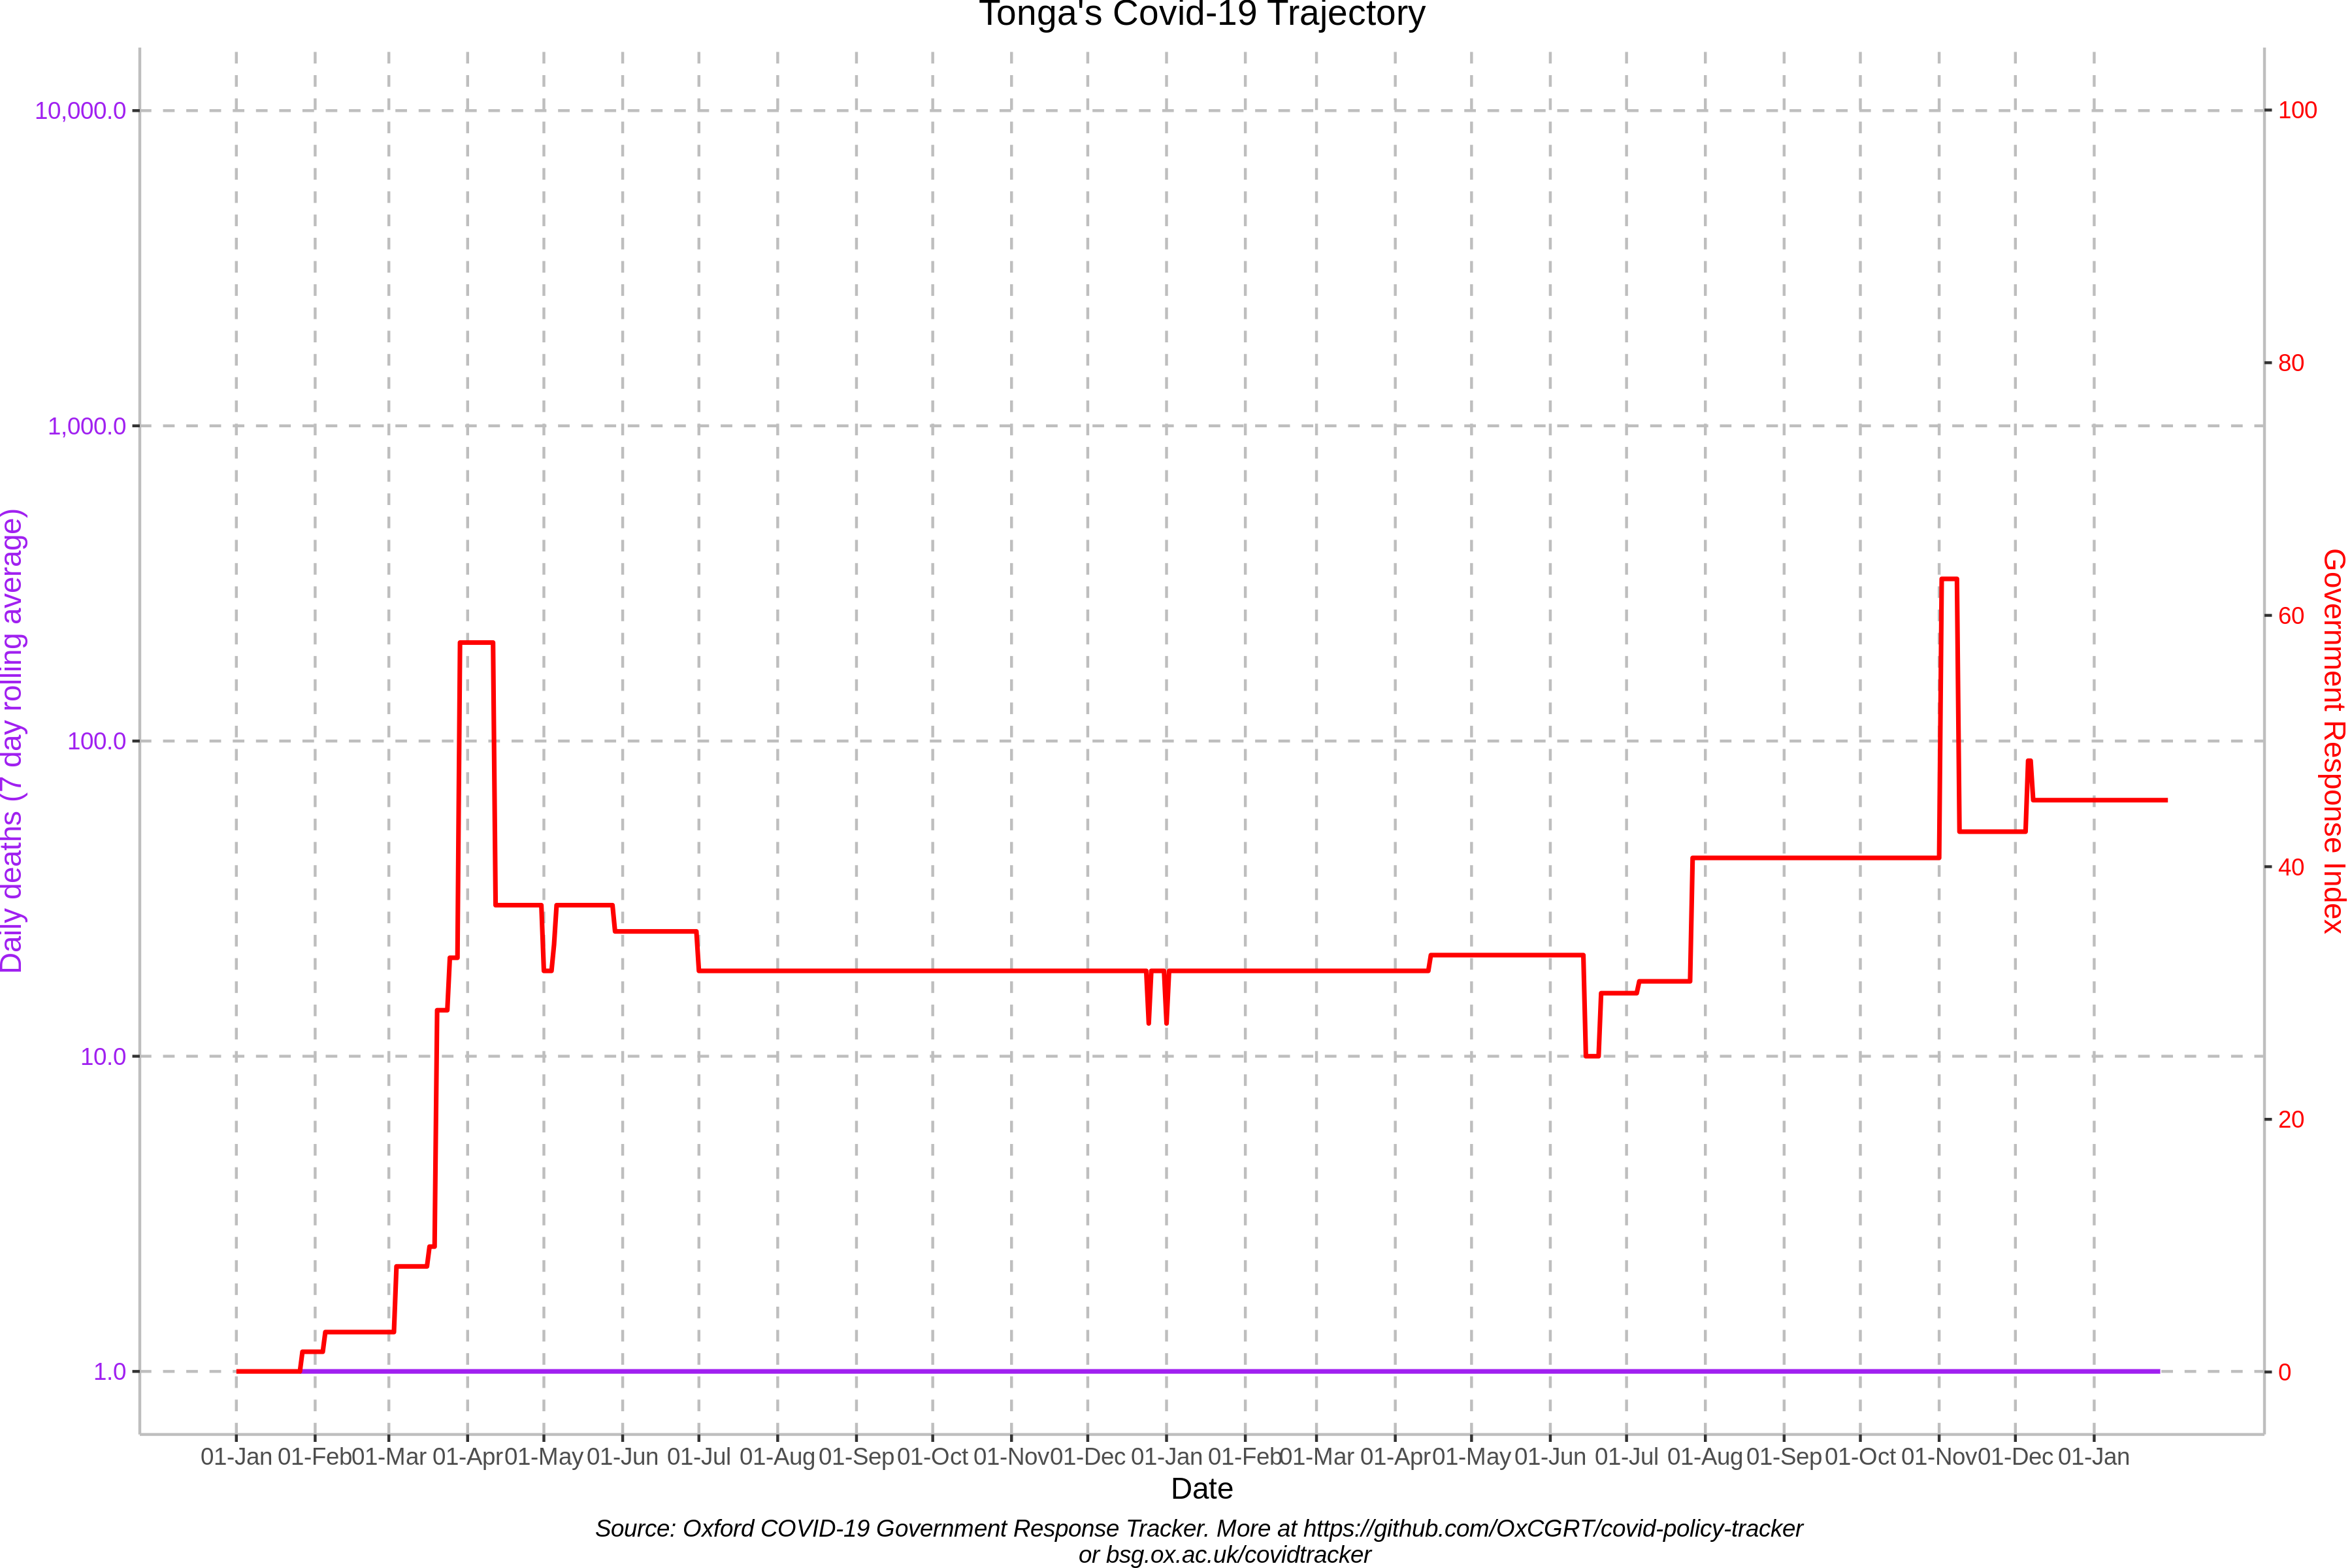 Tonga's Covid-19 Trajectory
10,000.0
1,000.0
100.0
10.0
1.0
Daily deaths (7 day rolling average)
100
80
60
40
20
0
Government Response Index
01-Jan 01-Feb 01-Mar 01-Apr 01-May 01-Jun 01-Jul 01-Aug 01-Sep 01-Oct 01-Nov 01-Dec 01-Jan 01-Feb 01-Mar 01-Apr 01-May 01-Jun 01-Jul 01-Aug 01-Sep 01-Oct 01-Nov 01-Dec 01-Jan
Date
Source: Oxford COVID-19 Government Response Tracker. More at https://github.com/OxCGRT/covid-policy-tracker
or bsg.ox.ac.uk/covidtracker